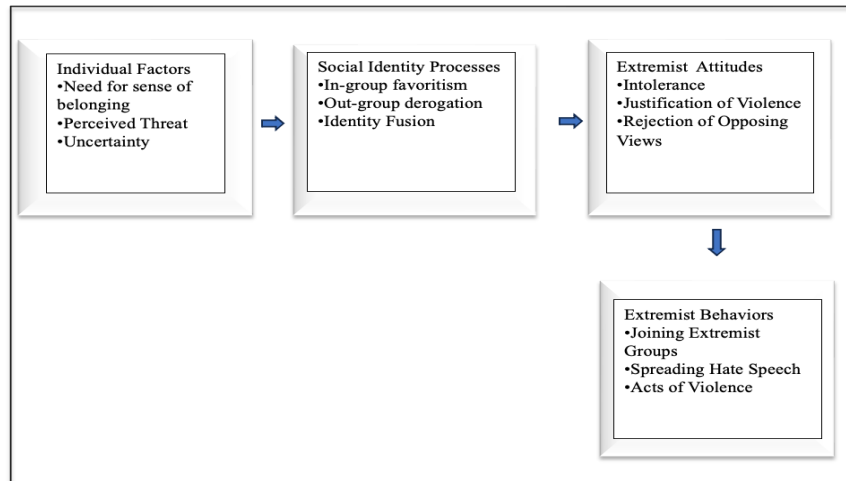 Individual Factors
•Need for sense of
belonging
•Perceived Threat
•Uncertainty
Social Identity Processes
•In-group favoritism
•Out-group derogation
•Identity Fusion
Extremist Attitudes
•Intolerance
•Justification of Violence
•Rejection of Opposing
Views
Extremist Behaviors
•Joining Extremist
Groups
•Spreading Hate Speech
•Acts of Violence